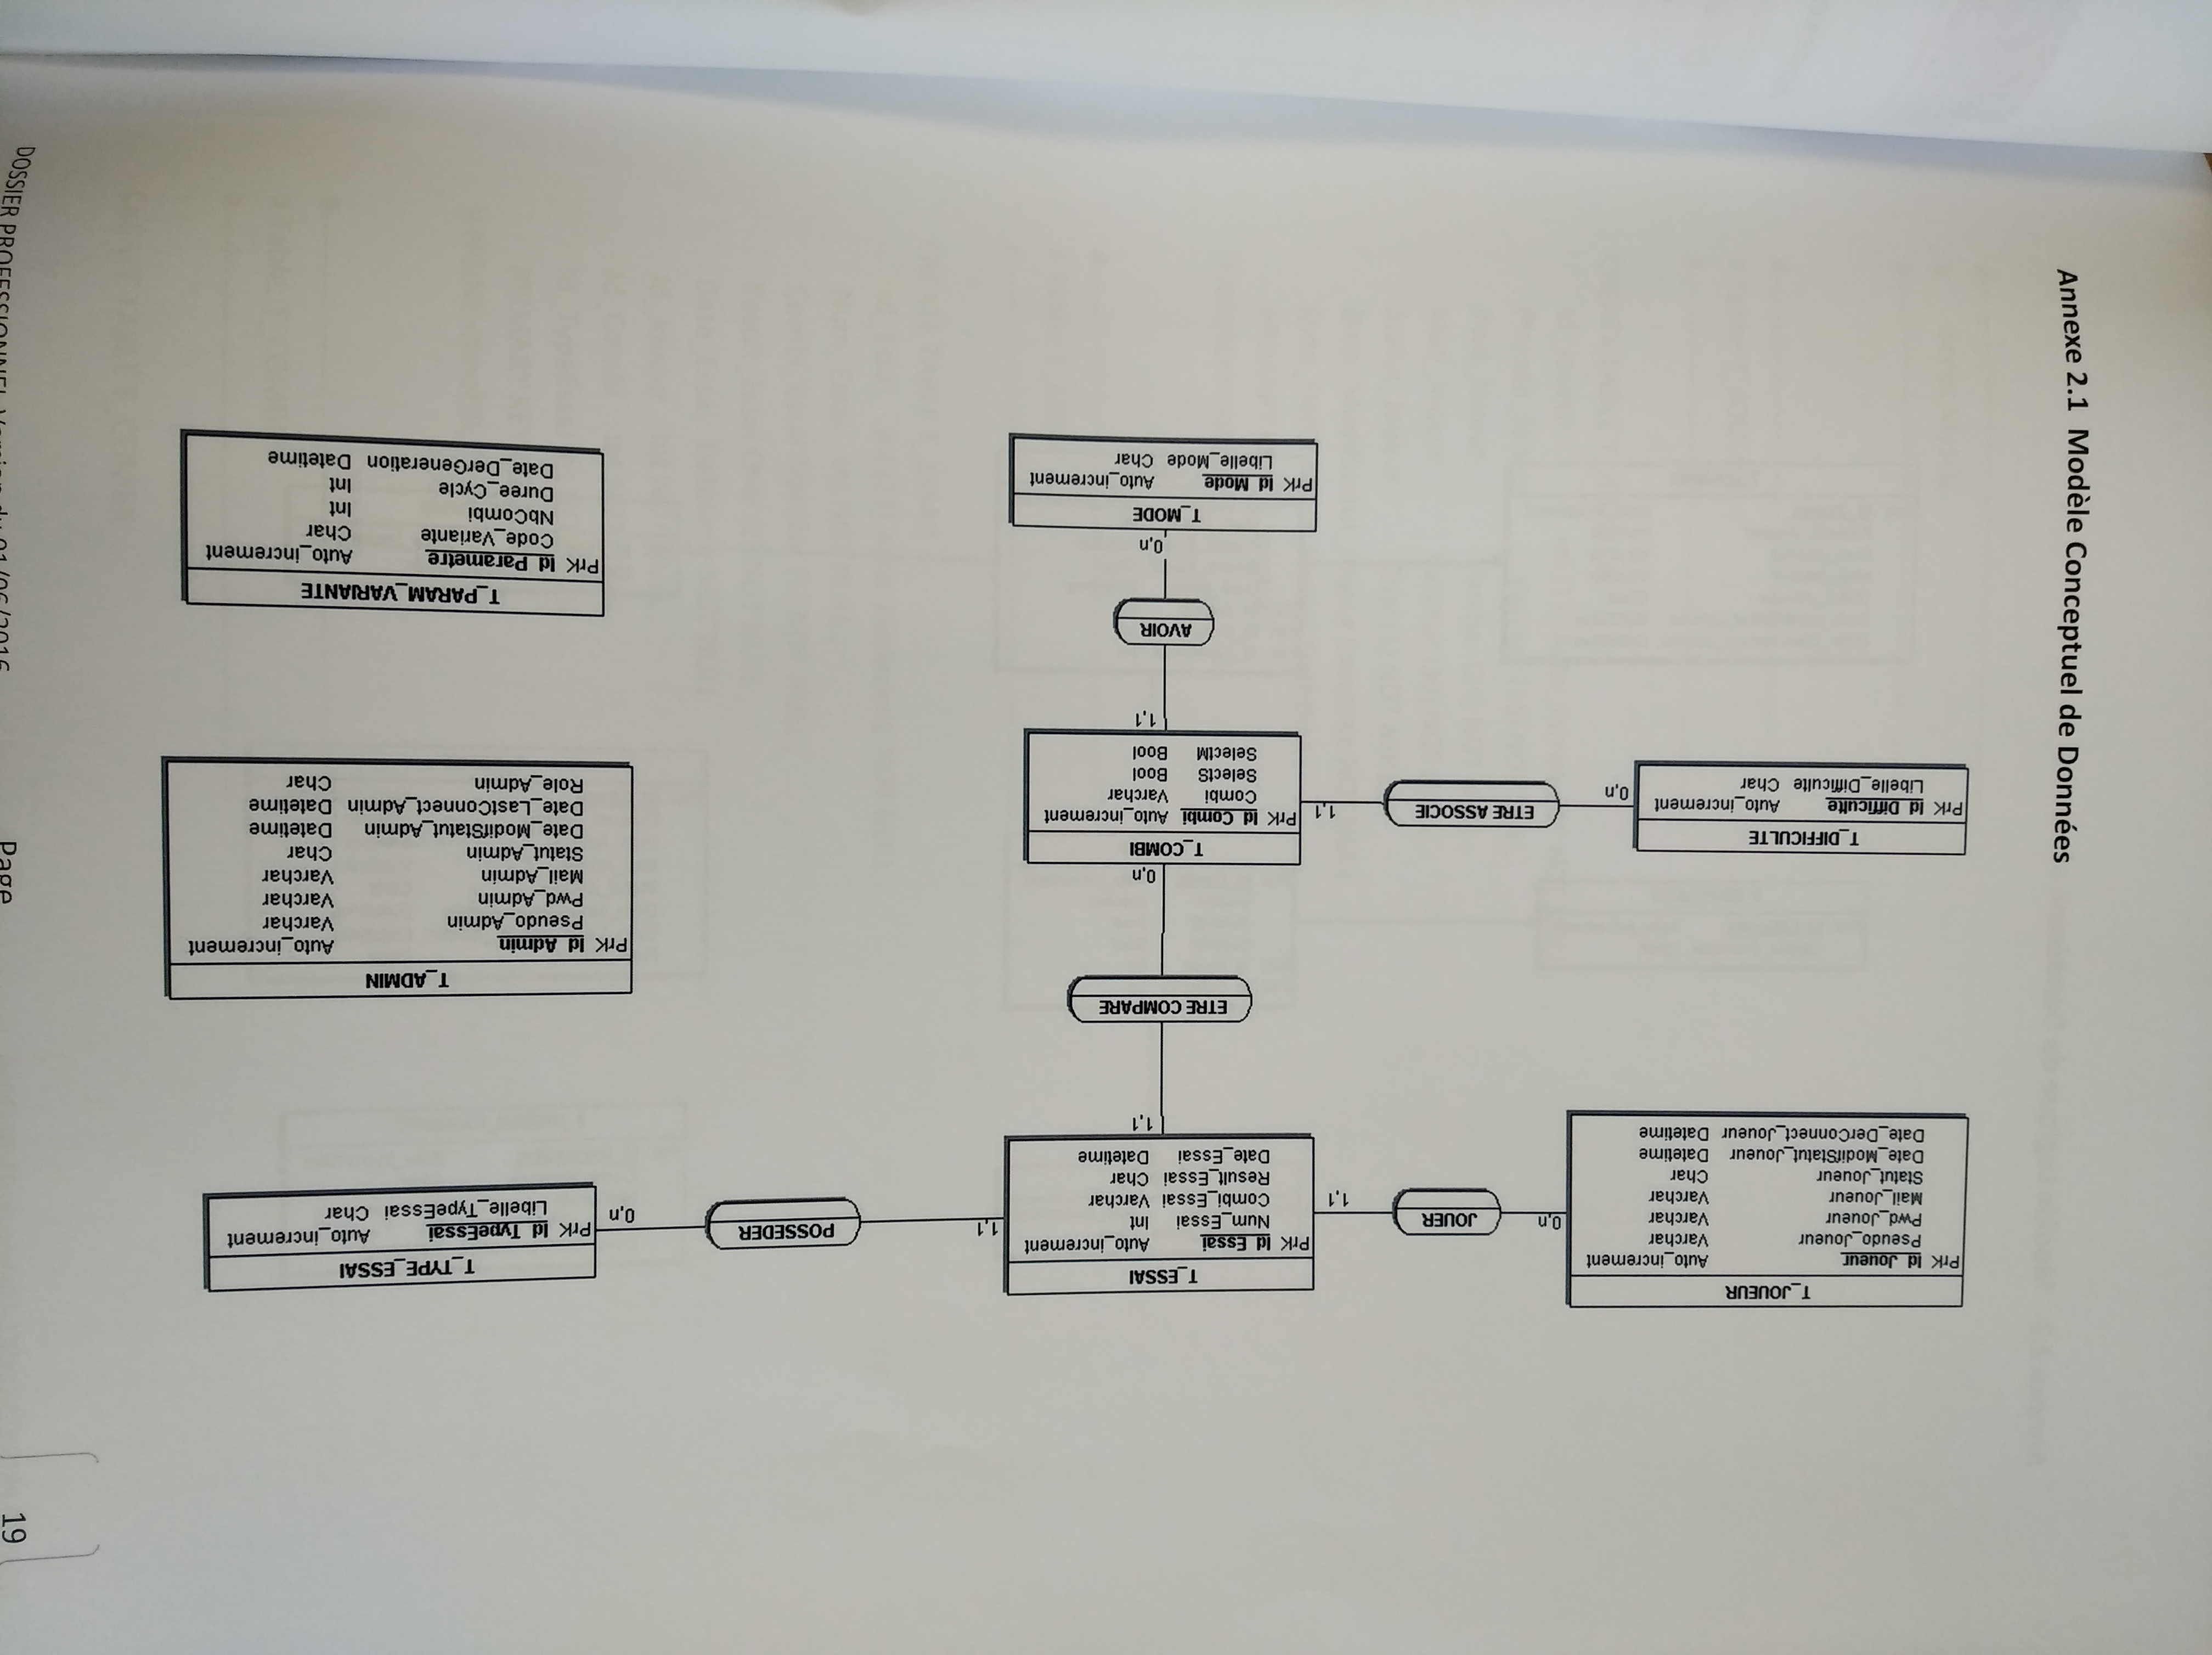 Annexe 2.1 Modèle Conceptuel de Données
T_JOUEUR
PrK Id_Joueur Auto_increment
Pseudo_Joueur Varchar
Pwd_Joueur Varchar
Mail_Joueur Varchar
Statut_Joueur Char
Date_ModifStatut_Joueur Datetime
Date_DerConnect_Joueur Datetime
0,n
JOUER
1,1
T_ESSAI
PrK Id_Essai Auto_increment
Num_Essai Int
Combi_Essai Varchar
Result_Essai Char
Date_Essai Datetime
1,1
POSSEDER
0,n
T_TYPE_ESSAI
PrK Id_TypeEssai Auto_increment
Libelle_TypeEssai Char
1,1
ETRE COMPARE
0,n
T_DIFFICULTE
PrK Id_Difficulte Auto_increment
Libelle_Difficulte Char
0,n
ETRE ASSOCIE
1,1
T_COMBI
PrK Id_Combi Auto_increment
Combi Varchar
SelectS Bool
SelectM Bool
1,1
AVOIR
0,n
T_MODE
PrK Id_Mode Auto_increment
Libelle_Mode Char
T_ADMIN
PrK Id_Admin Auto_increment
Pseudo_Admin Varchar
Pwd_Admin Varchar
Mail_Admin Varchar
Statut_Admin Char
Date_ModifStatut_Admin Datetime
Date_LastConnect_Admin Datetime
Role_Admin Char
T_PARAM_VARIANTE
PrK Id_Parametre Auto_increment
Code_Variante Char
NbCombi Int
Duree_Cycle Int
Date_DerGeneration Datetime
DOSSIER PROFESSIONNEL-Version du 01/06/2016
Page
19